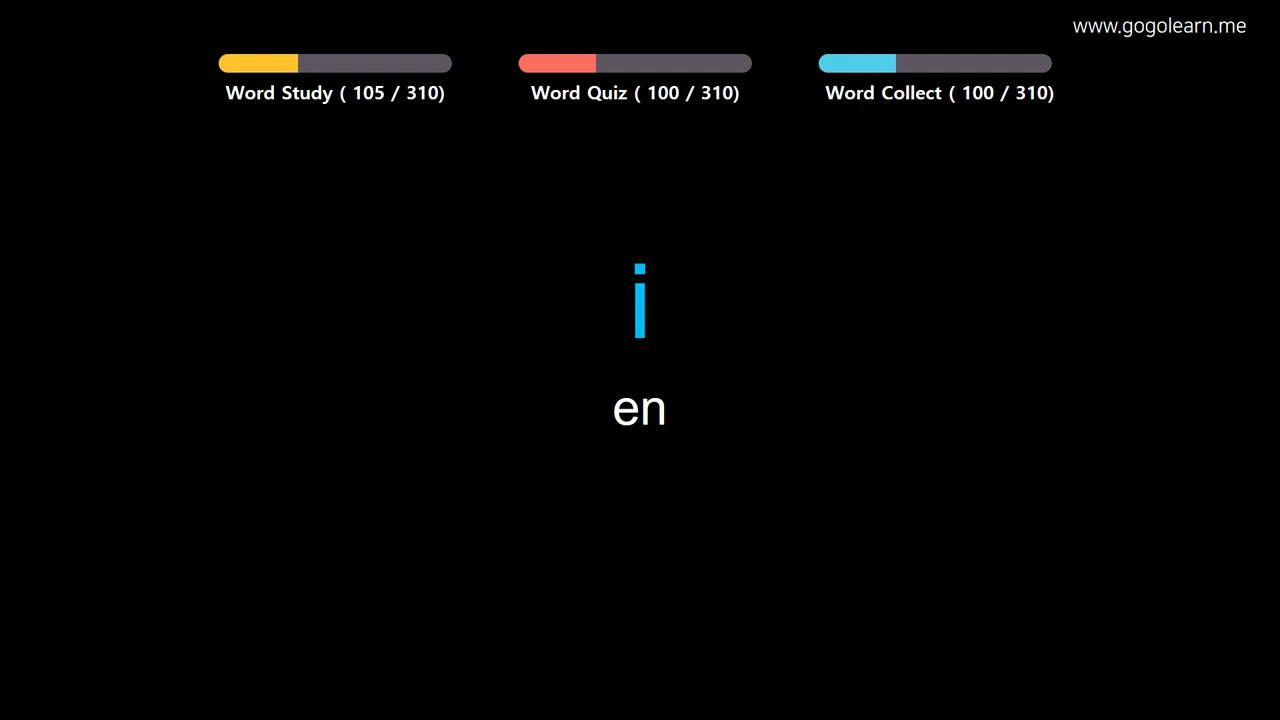 www.gogolearn.me
Word Study ( 105 / 310)
Word Quiz ( 100 / 310)
Word Collect ( 100 / 310)
i
en